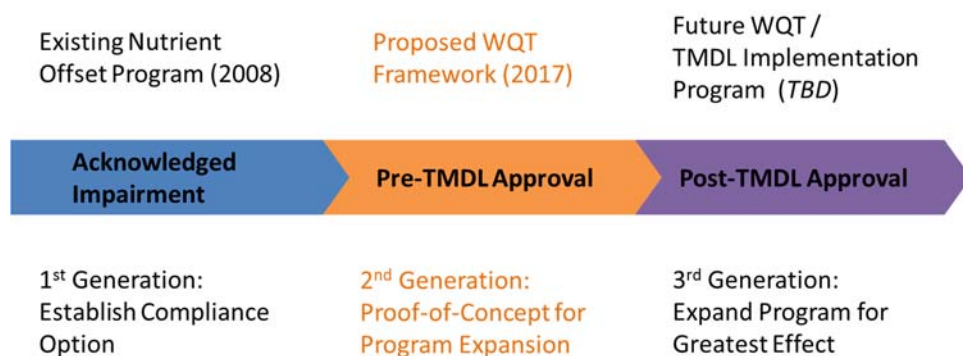 Existing Nutrient
Offset Program (2008)
Proposed WQT
Framework (2017)
Future WQT /
TMDL Implementation
Program (TBD)
Acknowledged
Impairment
Pre-TMDL Approval
Post-TMDL Approval
1st Generation:
Establish Compliance
Option
2nd Generation:
Proof-of-Concept for
Program Expansion
3rd Generation:
Expand Program for
Greatest Effect